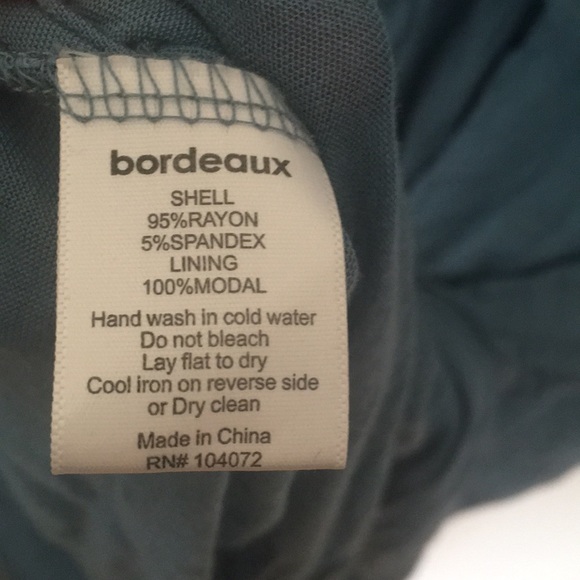 bordeaux
SHELL
95%RAYON
5%SPANDEX
LINING
100%MODAL
Hand wash in cold water
Do not bleach
Lay flat to dry
Cool iron on reverse side
or Dry clean
Made in China
RN# 104072